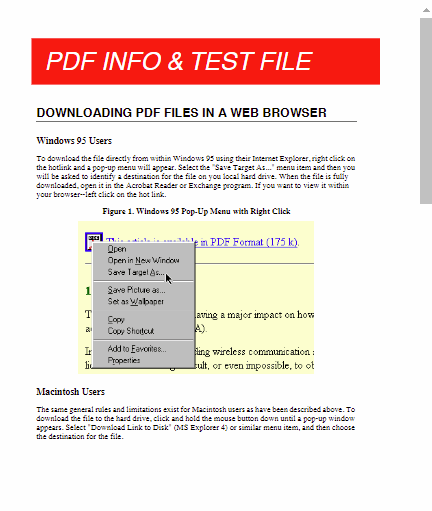 PDF INFO & TEST FILE
DOWNLOADING PDF FILES IN A WEB BROWSER
Windows 95 Users
To download the file directly from within Windows 95 using their Internet Explorer, right click on
the hotlink and a pop-up menu will appear. Select the "Save Target As..." menu item and then you
will be asked to identify a destination for the file on you local hard drive. When the file is fully
downloaded, open it in the Acrobat Reader or Exchange program. If you want to view it within
your browser--left click on the hot link.
Figure 1. Windows 95 Pop-Up Menu with Right Click
This article is available in PDF Format (175 k).
Open
Open in New Window
Save Target As...
Save Picture as...
Set as Wallpaper
1
T aving a major impact on how
Copy
Copy Shortcut
A).
Add to Favorites...
In ding wireless communication
Properties
sult, or even impossible, to ob
Macintosh Users
The same general rules and limitations exist for Macintosh users as have been described above. To
download the file to the hard drive, click and hold the mouse button down until a pop-up window
appears. Select "Download Link to Disk" (MS Explorer 4) or similar menu item, and then choose
the destination for the file.